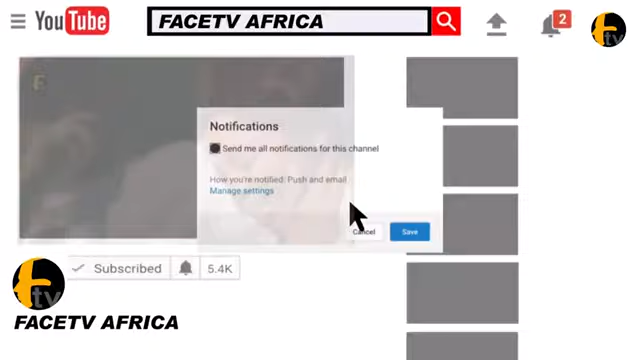 YouTube
FACETV AFRICA
2
tv
Notifications
Send me all notifications for this channel
How you're notified: Push and email
Manage settings
Cancel
Save
Subscribed
5.4K
tv
FACETV AFRICA